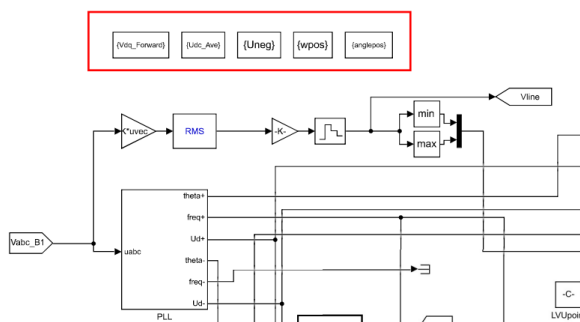 {Vdq_Forward} {Udc_Ave} {Uneg} {wpos} {anglepos}
Vline
min
K*uvec RMS -K-
max
theta+
freq+
Vabc_B1 uabc Ud+
theta-
freq-
-C-
Ud-
PLL LVUpoin